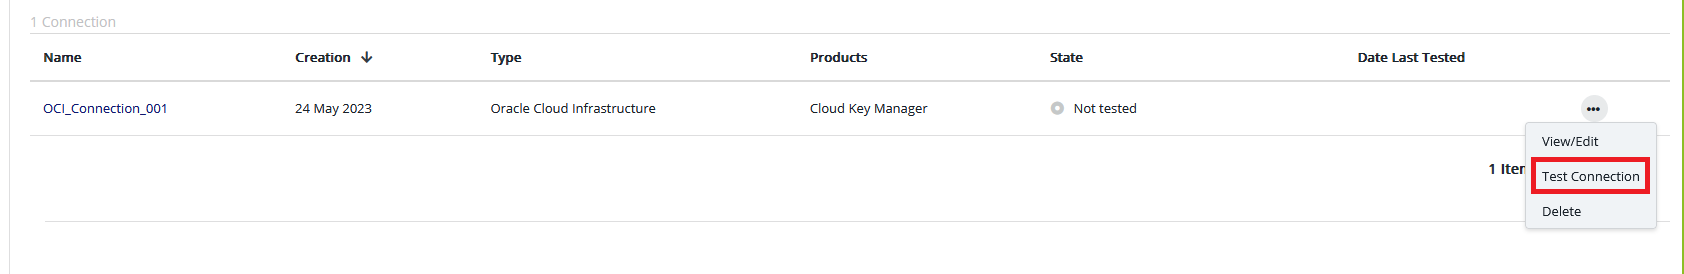 1 Connection
Name Creation Type Products State Date Last Tested
OCI_Connection_001 24 May 2023 Oracle Cloud Infrastructure Cloud Key Manager Not tested
View/Edit
1
Test Connection
Delete